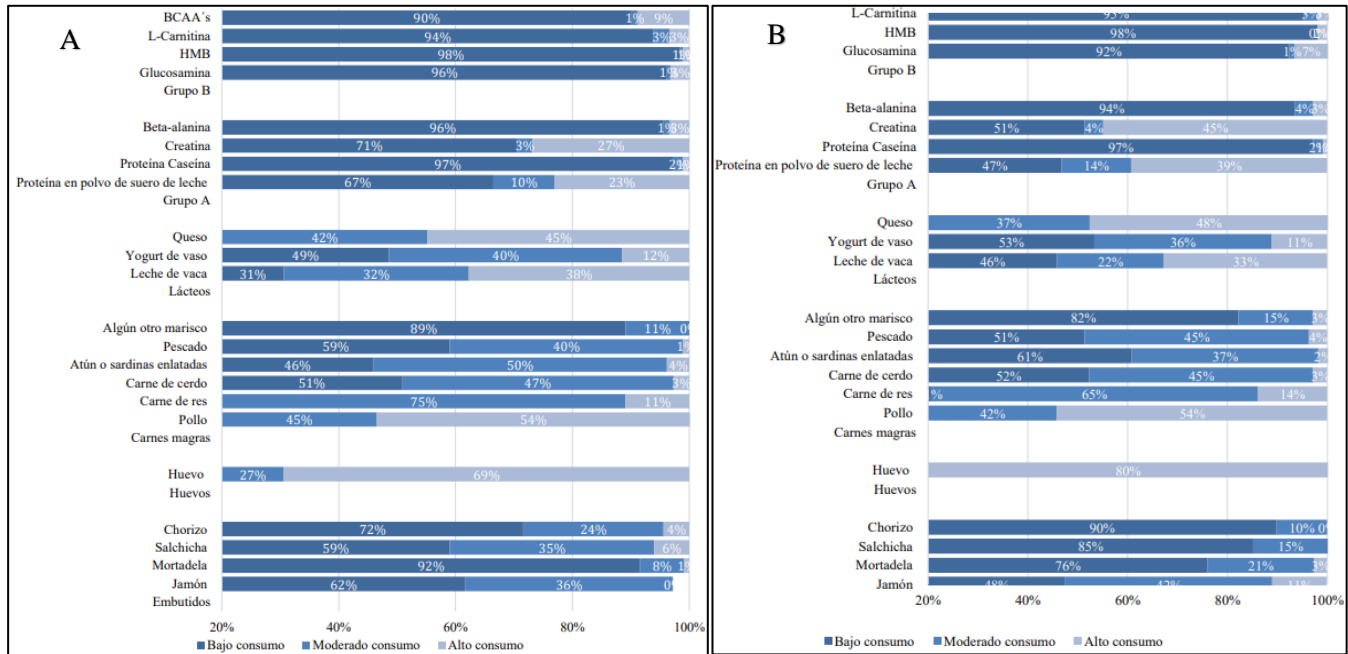 A
BCAA´s 90% 1% 9%
L-Carnitina 94% 3% 3%
HMB 98% 1%
Glucosamina 96% 1% 3%
Grupo B
Beta-alanina 96% 1% 3%
Creatina 71% 3% 27%
Proteína Caseína 97% 2%
Proteína en polvo de suero de leche 67% 10% 23%
Grupo A
Queso 42% 45%
Yogurt de vaso 49% 40% 12%
Leche de vaca 31% 32% 38%
Lácteos
Algún otro marisco 89% 11% 0%
Pescado 59% 40% 1%
Atún o sardinas enlatadas 46% 50% 4%
Carne de cerdo 51% 47% 3%
Carne de res 75% 11%
Pollo 45% 54%
Carnes magras
Huevo 27% 69%
Huevos
Chorizo 72% 24% 4%
Salchicha 59% 35% 6%
Mortadela 92% 8% 1%
Jamón 62% 36% 0%
Embutidos
20% 40% 60% 80% 100%
Bajo consumo Moderado consumo Alto consumo
B
L-Carnitina 95%
HMB 98%
Glucosamina 92% 1% 7%
Grupo B
Beta-alanina 94% 4% 3%
Creatina 51% 4% 45%
Proteína Caseína 97% 2%
Proteína en polvo de suero de leche 47% 14% 39%
Grupo A
Queso 37% 48%
Yogurt de vaso 53% 36% 11%
Leche de vaca 46% 22% 33%
Lácteos
Algún otro marisco 82% 15% 3%
Pescado 51% 45% 4%
Atún o sardinas enlatadas 61% 37% 2%
Carne de cerdo 52% 45% 3%
Carne de res % 65% 14%
Pollo 42% 54%
Carnes magras
Huevo 80%
Huevos
Chorizo 90% 10% 0%
Salchicha 85% 15%
Mortadela 76% 21% 3%
Jamón 48% 42% 11%
20% 40% 60% 80% 100%
Bajo consumo Moderado consumo Alto consumo